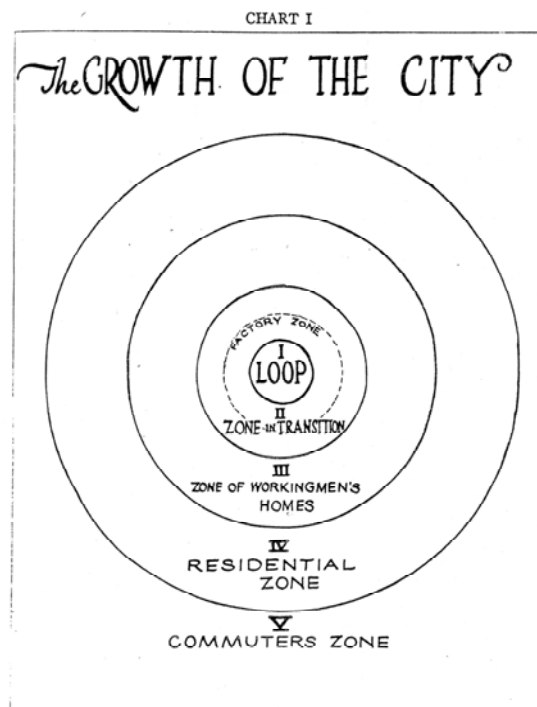 CHART I
The GROWTH OF THE CITY
FACTORY ZONE
I
LOOP
II
ZONE IN TRANSITION
III
ZONE OF WORKINGMEN'S
HOMES
IV
RESIDENTIAL
ZONE
V
COMMUTERS ZONE